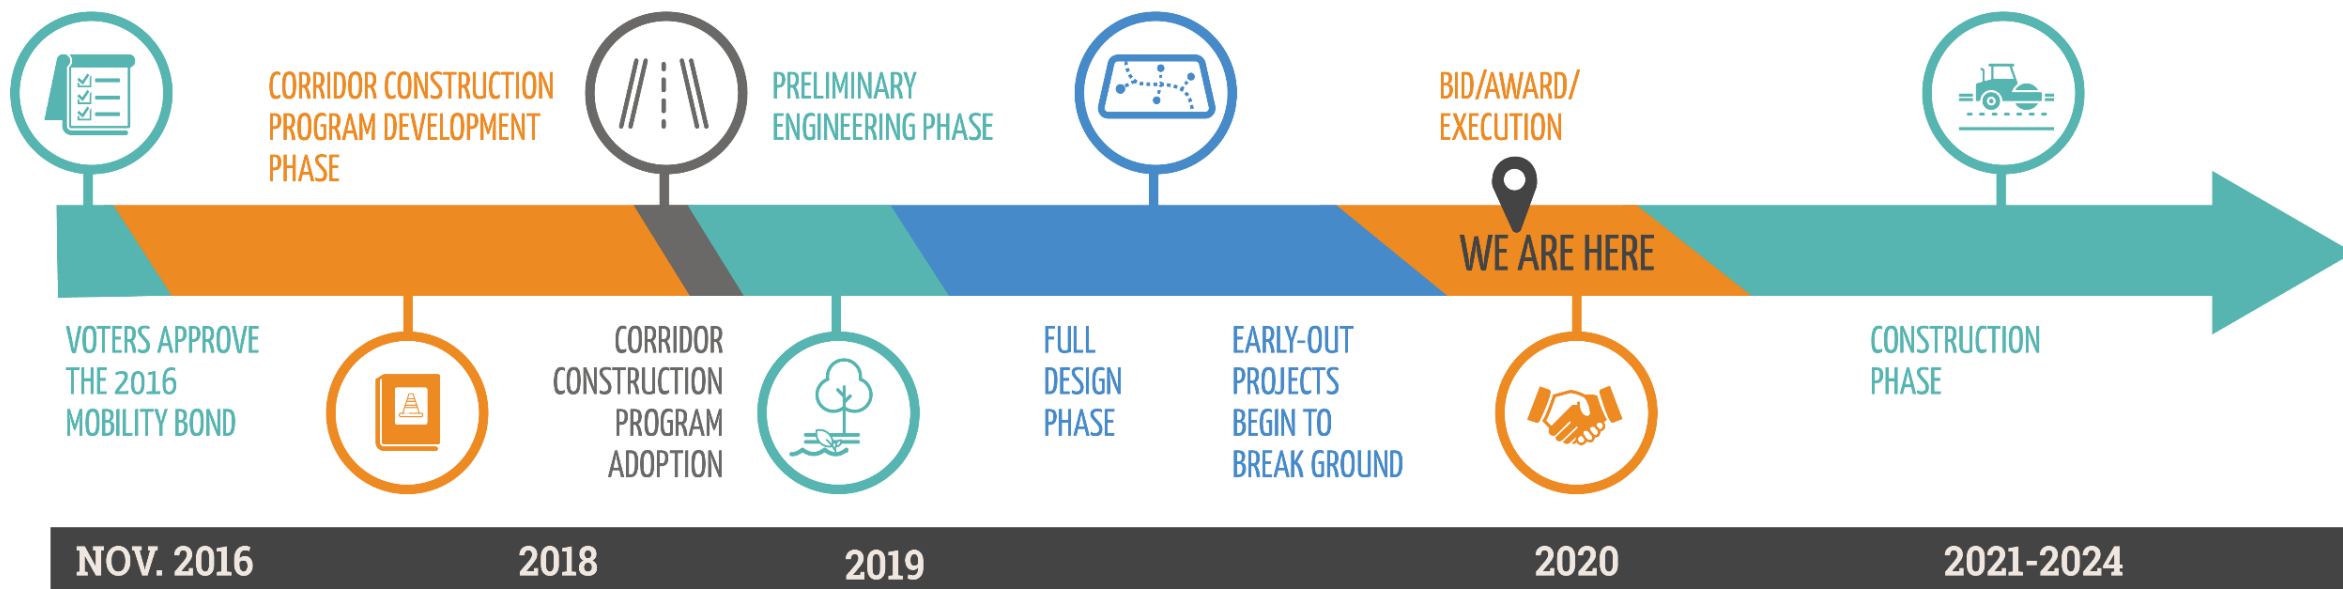 CORRIDOR CONSTRUCTION
PROGRAM DEVELOPMENT
PHASE
PRELIMINARY
ENGINEERING PHASE
BID/AWARD/
EXECUTION
WE ARE HERE
VOTERS APPROVE
THE 2016
MOBILITY BOND
CORRIDOR
CONSTRUCTION
PROGRAM
ADOPTION
FULL
DESIGN
PHASE
EARLY-OUT
PROJECTS
BEGIN TO
BREAK GROUND
CONSTRUCTION
PHASE
NOV. 2016
2018
2019
2020
2021-2024